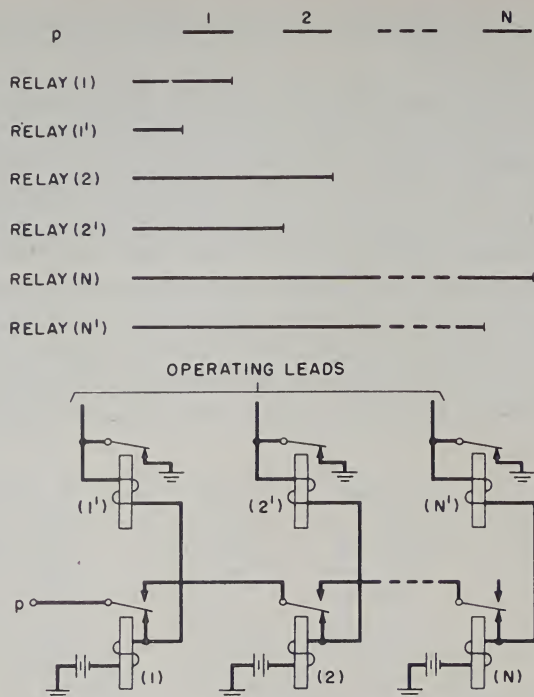 1 2 N
p
RELAY (1)
RELAY (1')
RELAY (2)
RELAY (2')
RELAY (N)
RELAY (N')
OPERATING LEADS
(1') (2') (N')
p
(1) (2) (N)